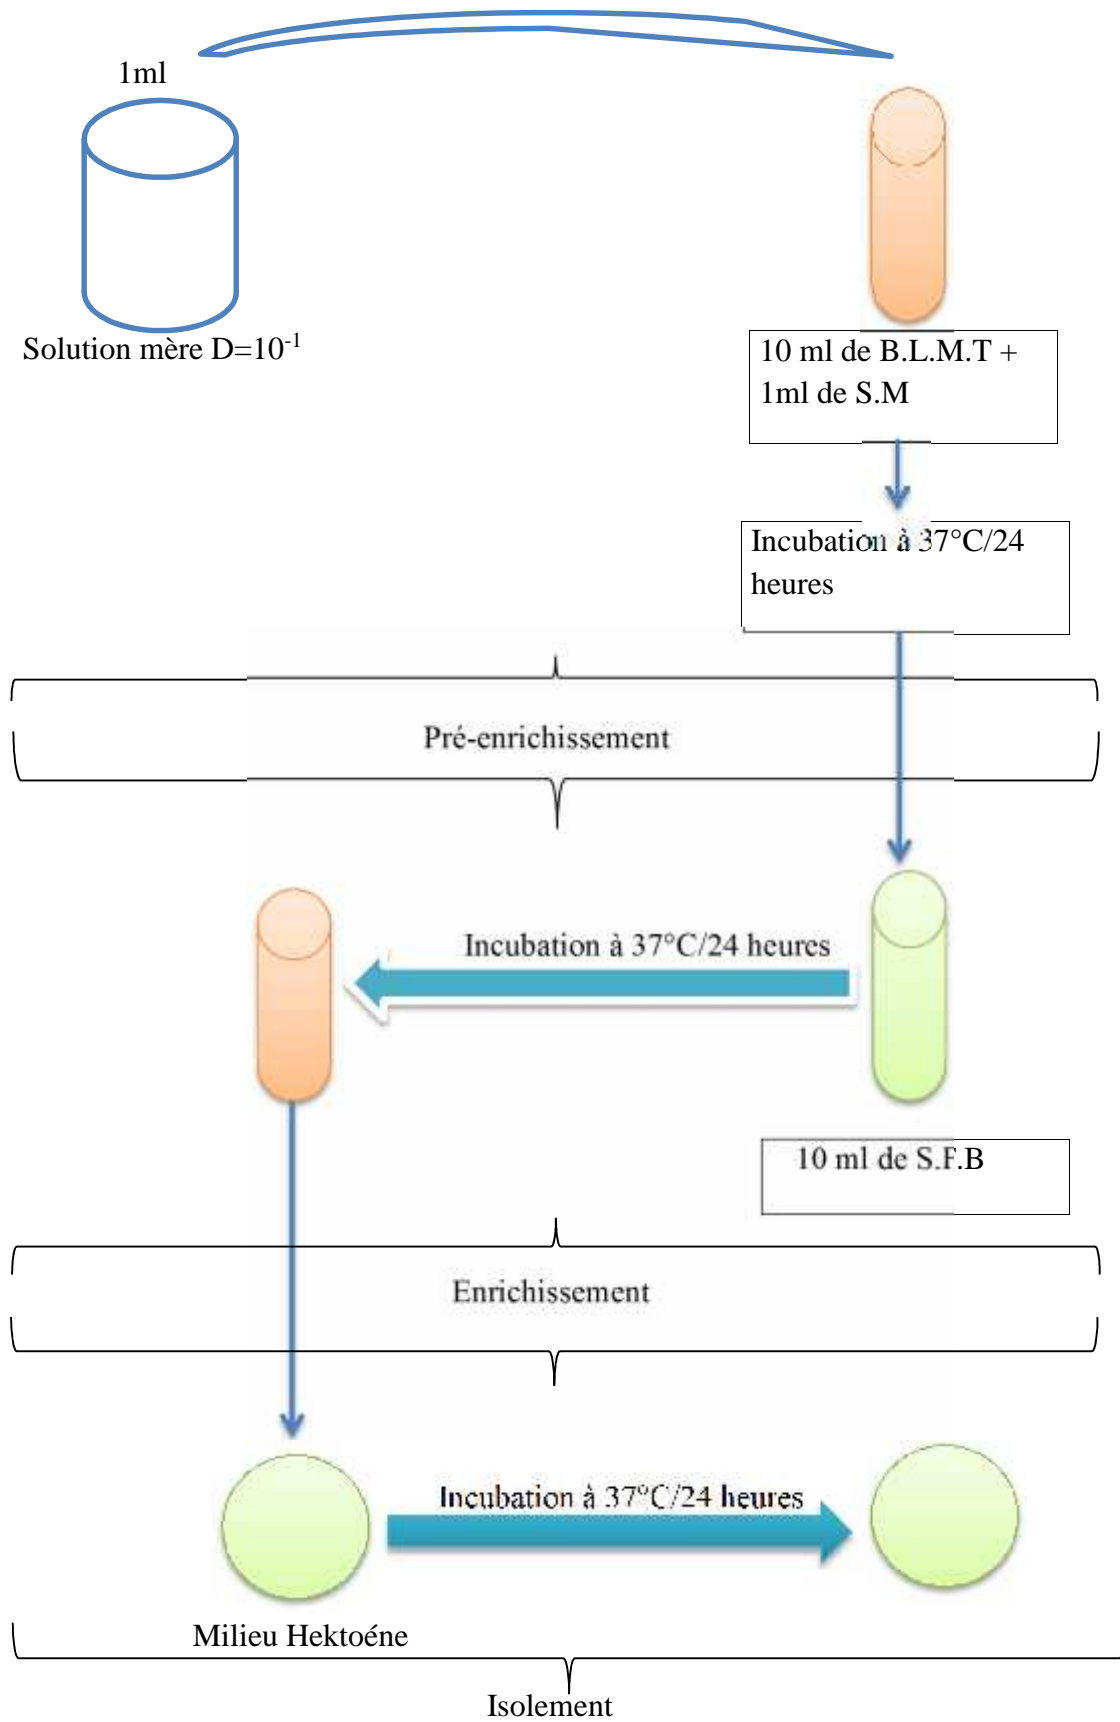 1ml
Solution mère D=10⁻¹
10 ml de B.L.M.T +
1ml de S.M
Incubation à 37°C/24
heures
Pré-enrichissement
Incubation à 37°C/24 heures
10 ml de S.F.B
Enrichissement
Incubation à 37°C/24 heures
Milieu Hektoéne
Isolement